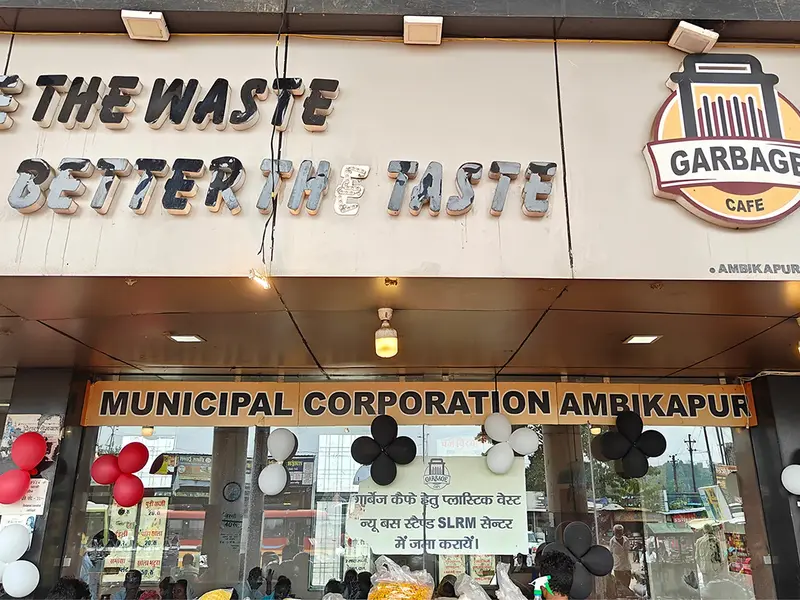 E THE WASTE
BETTER THE TASTE
GARBAGE
CAFE
AMBIKAPUR
MUNICIPAL CORPORATION AMBIKAPUR
गार्बेज कैफे हेतु प्लास्टिक वेस्ट
न्यू बस स्टैण्ड SLRM सेन्टर
में जमा करायें।